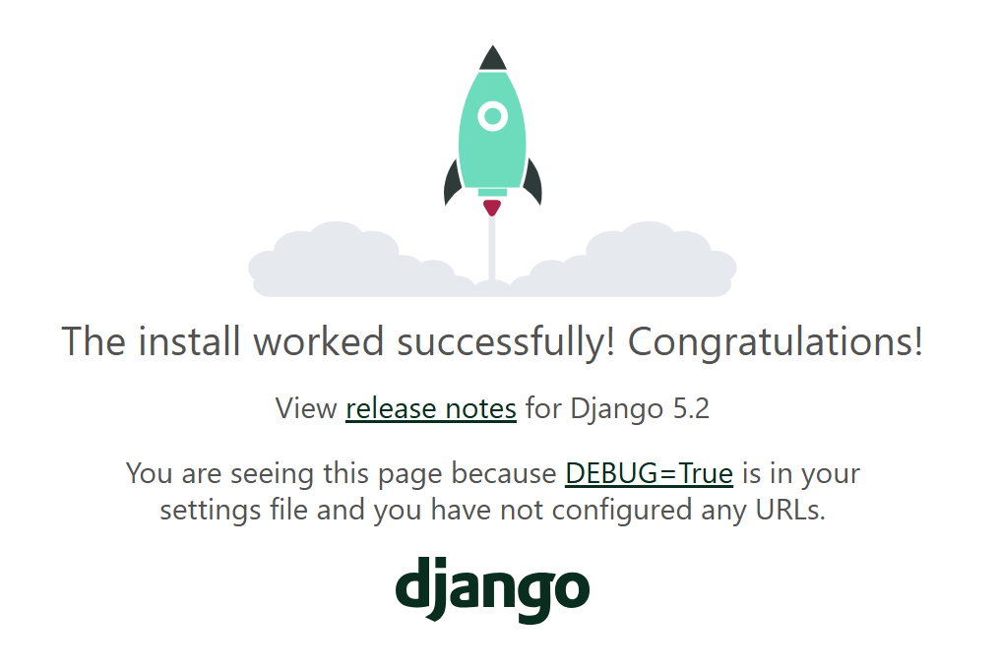 The install worked successfully! Congratulations!
View release notes for Django 5.2
You are seeing this page because DEBUG=True is in your
settings file and you have not configured any URLs.
django